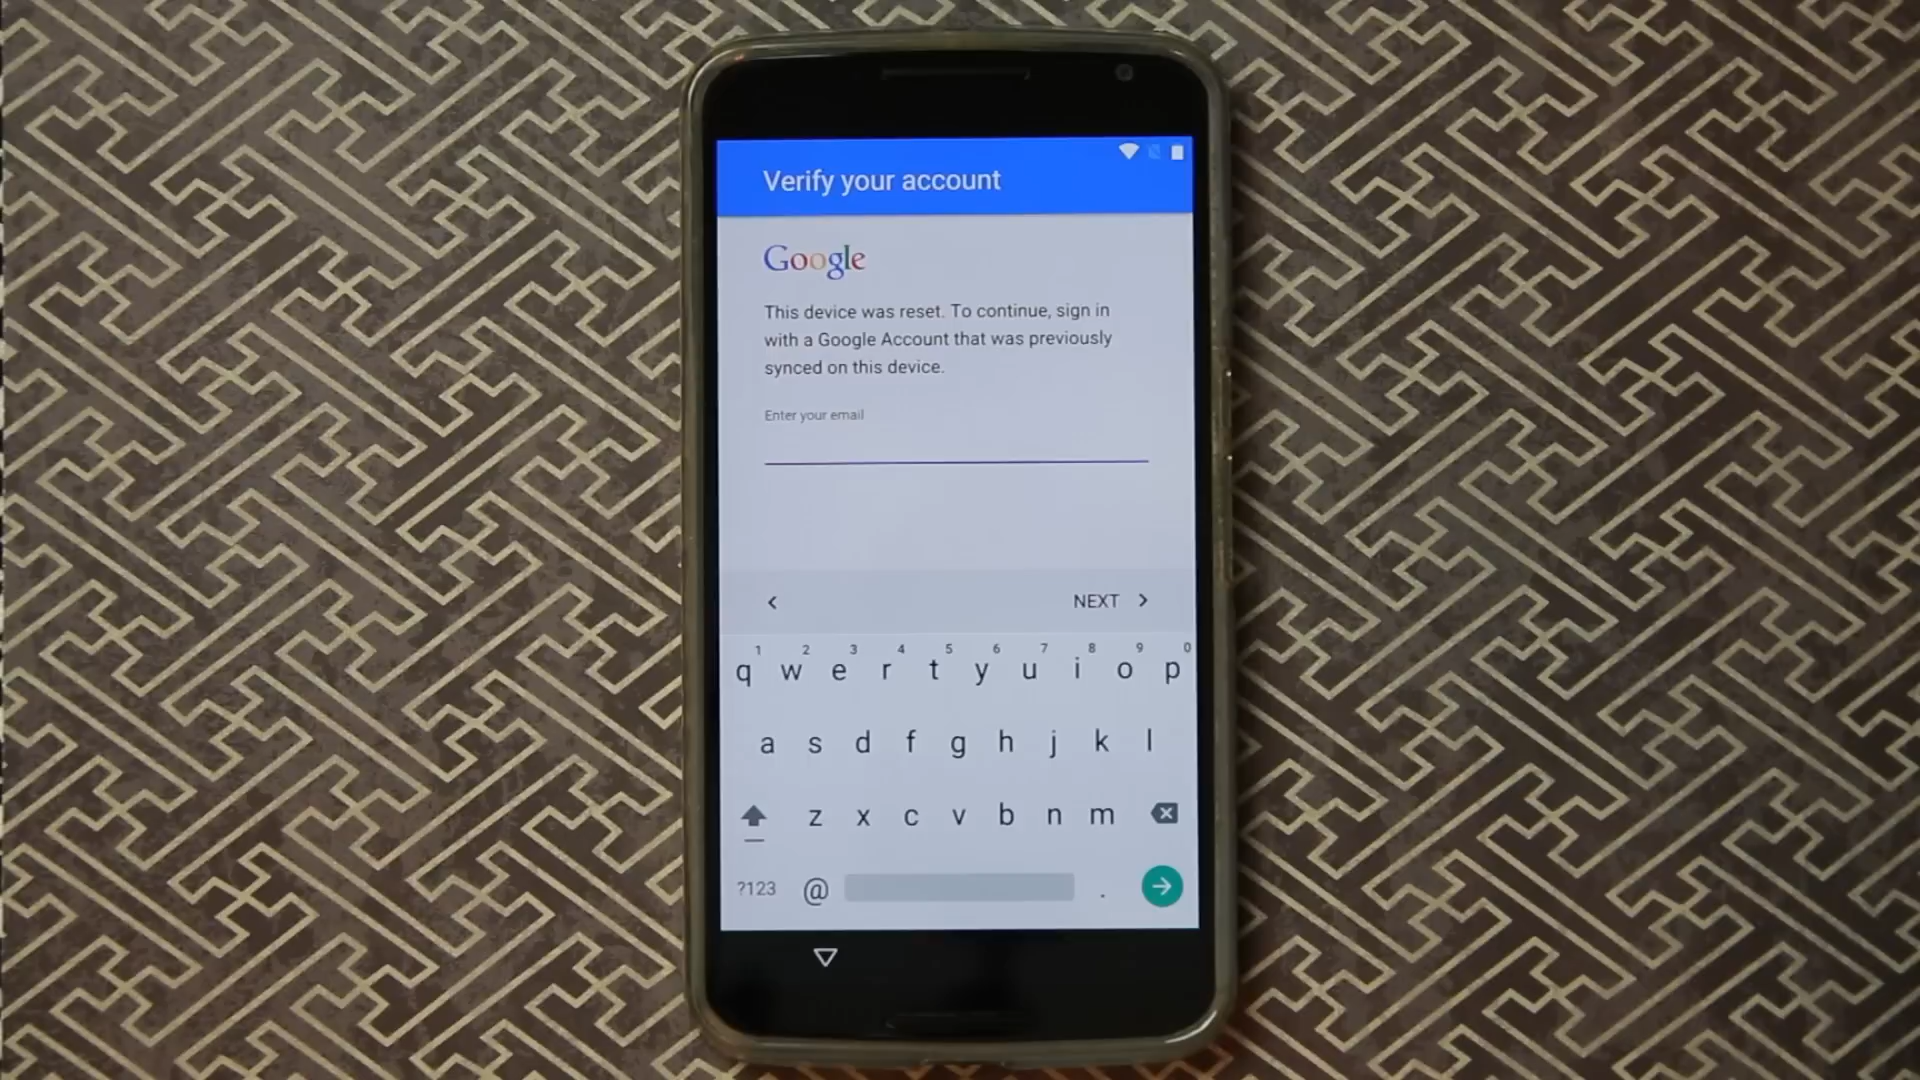 Verify your account
Google
This device was reset. To continue, sign in
with a Google Account that was previously
synced on this device.
Enter your email
NEXT
1 2 3 4 5 6 7 8 9 0
q w e r t y u i o p
a s d f g h j k l
z x c v b n m
?123 @ .